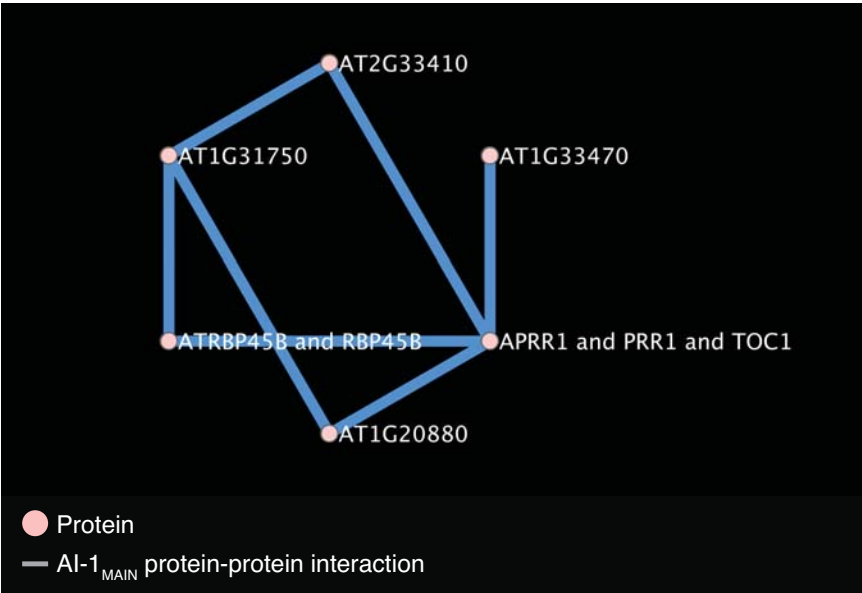 AT2G33410
AT1G31750
AT1G33470
ATRBP45B and RBP45B
APRR1 and PRR1 and TOC1
AT1G20880
Protein
AI-1MAIN protein-protein interaction